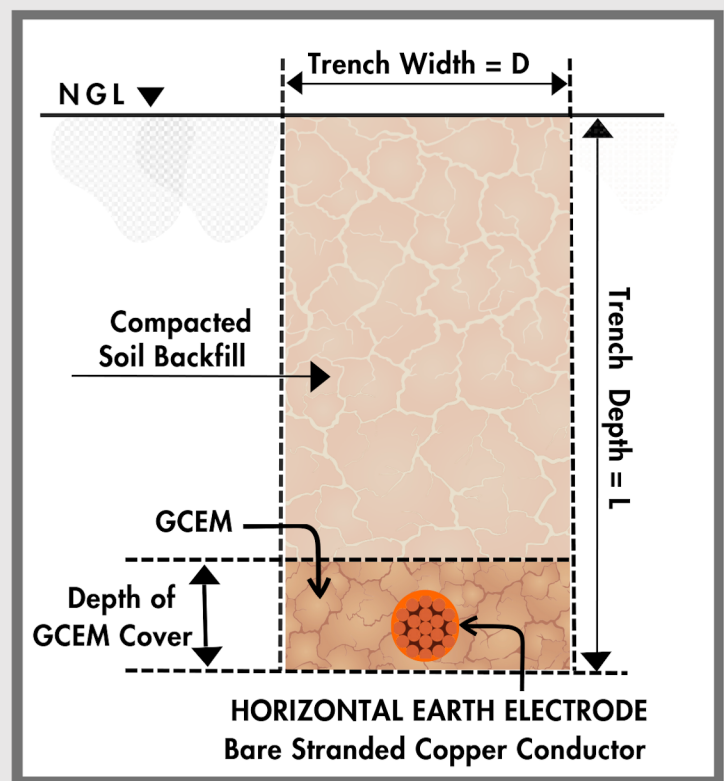 Trench Width = D
NGL
Compacted
Soil Backfill
Trench Depth = L
GCEM
Depth of
GCEM Cover
HORIZONTAL EARTH ELECTRODE
Bare Stranded Copper Conductor